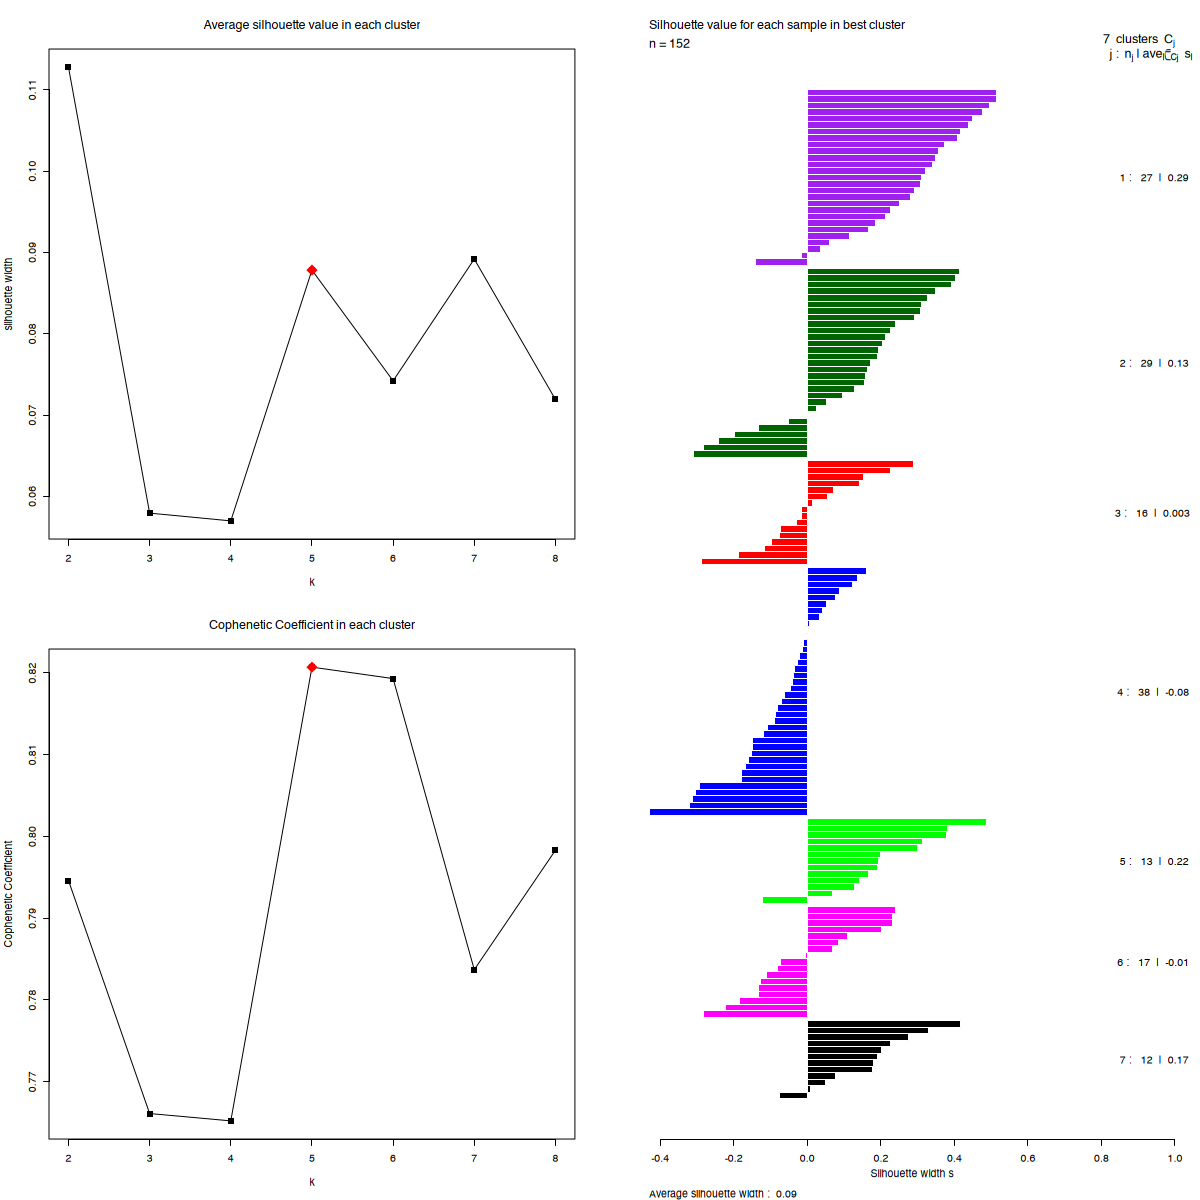 Average silhouette value in each cluster
silhouette width
0.11
0.10
0.09
0.08
0.07
0.06
2 3 4 5 6 7 8
k
Cophenetic Coefficient in each cluster
Cophenetic Coefficient
0.82
0.81
0.80
0.79
0.78
0.77
2 3 4 5 6 7 8
k
Silhouette value for each sample in best cluster
n = 152
7 clusters Cj
j : nj | avei∈Cj si
1 : 27 | 0.29
2 : 29 | 0.13
3 : 16 | 0.003
4 : 38 | -0.08
5 : 13 | 0.22
6 : 17 | -0.01
7 : 12 | 0.17
-0.4 -0.2 0.0 0.2 0.4 0.6 0.8 1.0
Silhouette width s
Average silhouette width : 0.09